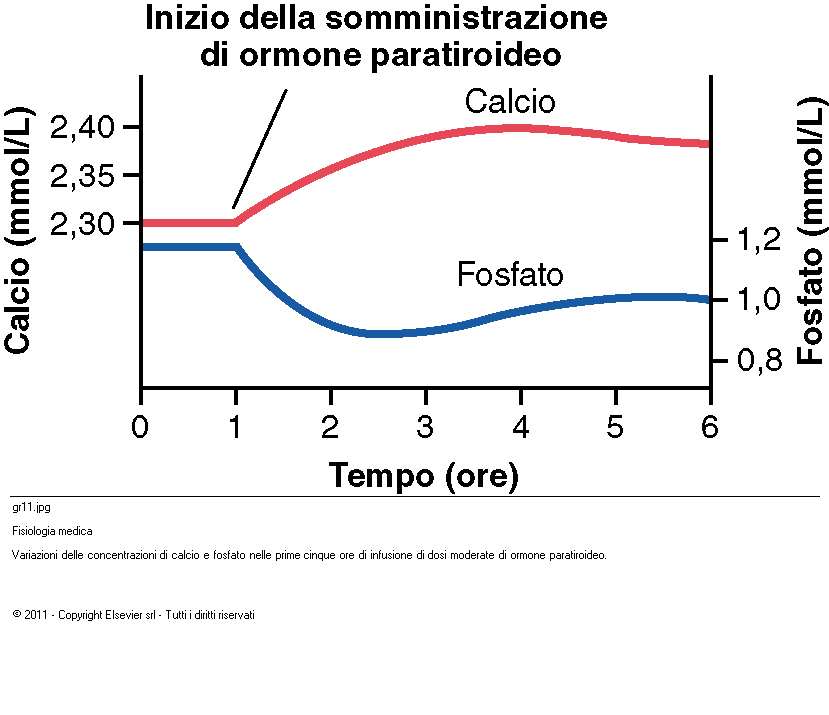 Inizio della somministrazione
di ormone paratiroideo
Calcio (mmol/L)
2,40
2,35
2,30
Calcio
Fosfato
Fosfato (mmol/L)
1,2
1,0
0,8
0 1 2 3 4 5 6
Tempo (ore)
gr11.jpg
Fisiologia medica
Variazioni delle concentrazioni di calcio e fosfato nelle prime cinque ore di infusione di dosi moderate di ormone paratiroideo.
© 2011 - Copyright Elsevier srl - Tutti i diritti riservati